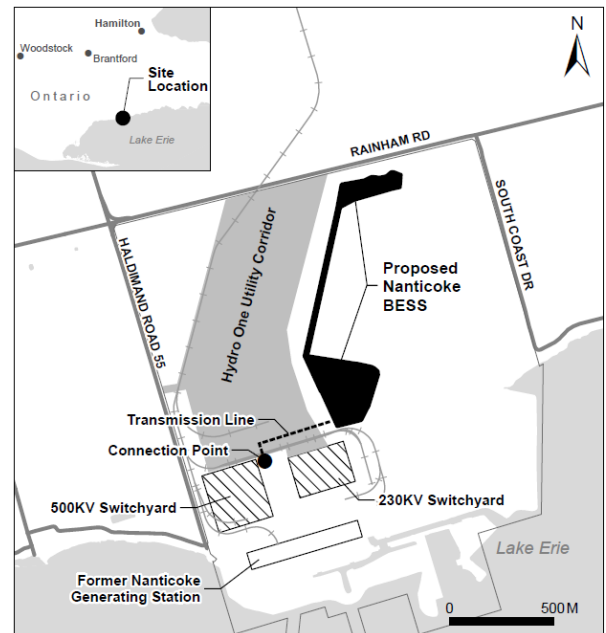 Hamilton
Woodstock
Brantford
Site
Location
Ontario
Lake Erie
N
RAINHAM RD
SOUTH COAST DR
HALDIMAND ROAD 55
Hydro One Utility Corridor
Proposed
Nanticoke
BESS
Transmission Line
Connection Point
500KV Switchyard
230KV Switchyard
Lake Erie
Former Nanticoke
Generating Station
0 500 M